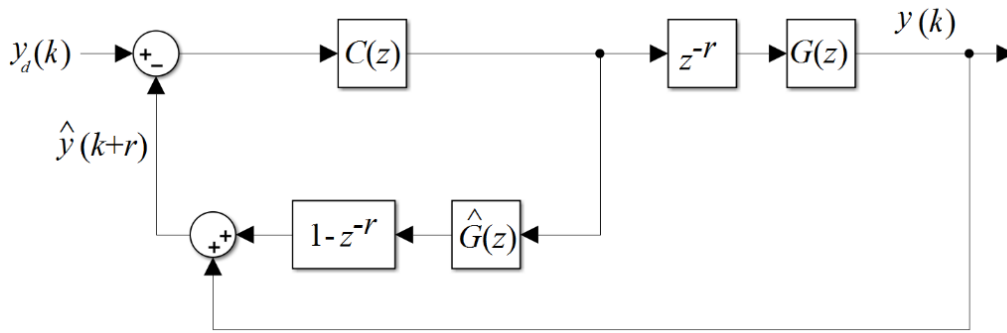 y_d(k)
+
−
C(z)
z^{-r}
G(z)
y(k)
ŷ(k+r)
+
+
1-z^{-r}
Ĝ(z)